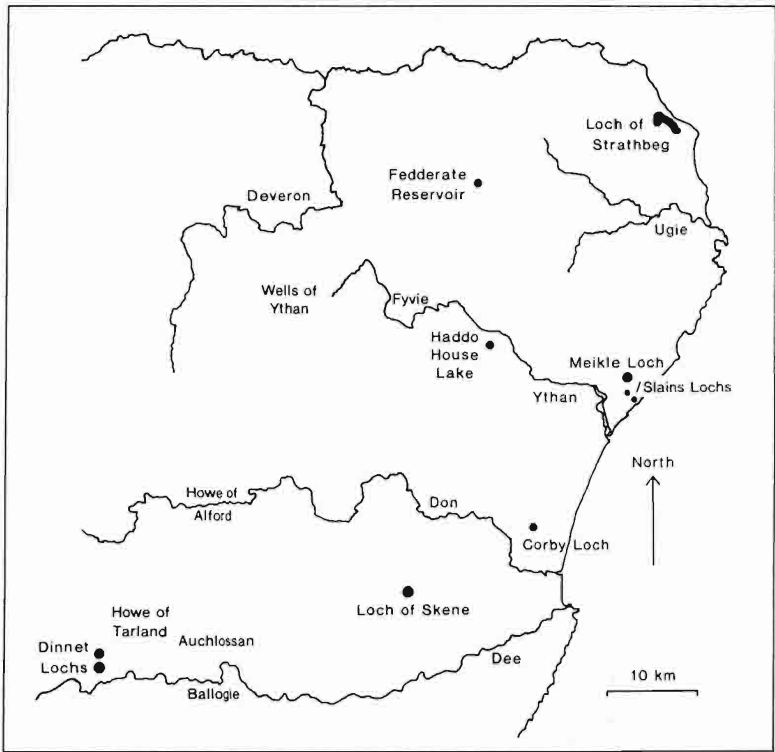 Loch of
Strathbeg
Fedderate
Reservoir
Deveron
Ugie
Wells of
Ythan
Fyvie
Haddo
House
Lake
Meikle Loch
/Slains Lochs
Ythan
North
Howe of
Alford
Don
Corby Loch
Loch of Skene
Howe of
Tarland
Auchlossan
Dinnet
Lochs
Dee
Ballogie
10 km